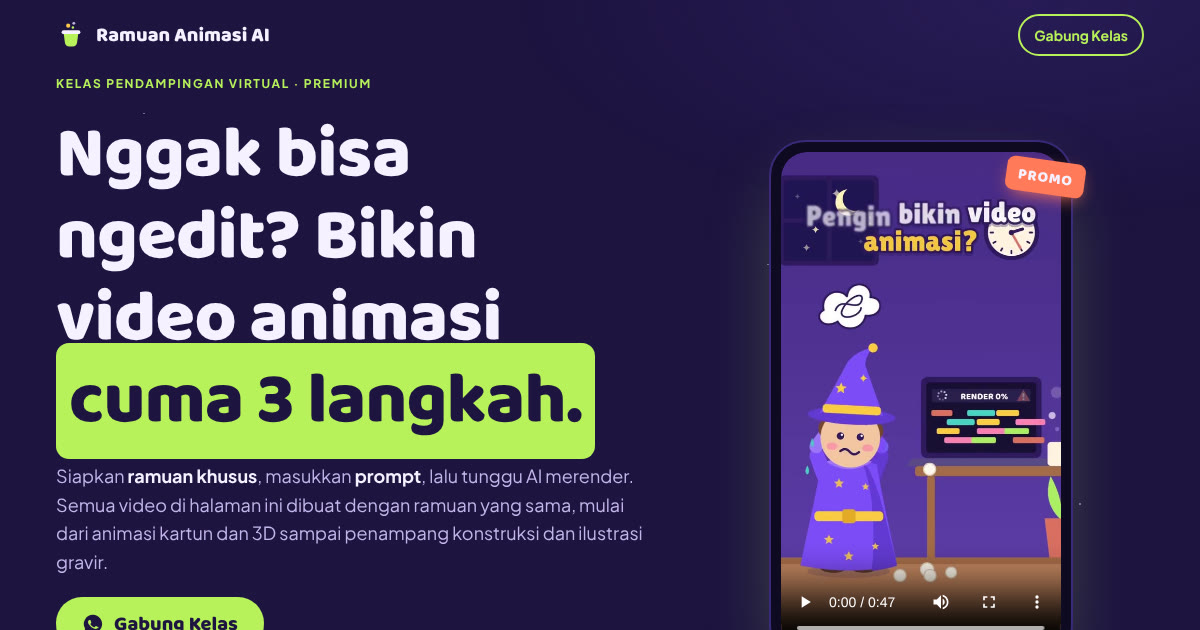 Ramuan Animasi AI
Gabung Kelas
KELAS PENDAMPINGAN VIRTUAL · PREMIUM
Nggak bisa
ngedit? Bikin
video animasi
cuma 3 langkah.
Siapkan ramuan khusus, masukkan prompt, lalu tunggu AI merender.
Semua video di halaman ini dibuat dengan ramuan yang sama, mulai
dari animasi kartun dan 3D sampai penampang konstruksi dan ilustrasi
gravir.
Gabung Kelas
PROMO
Pengin bikin video
animasi?
RENDER 0%
0:00 / 0:47